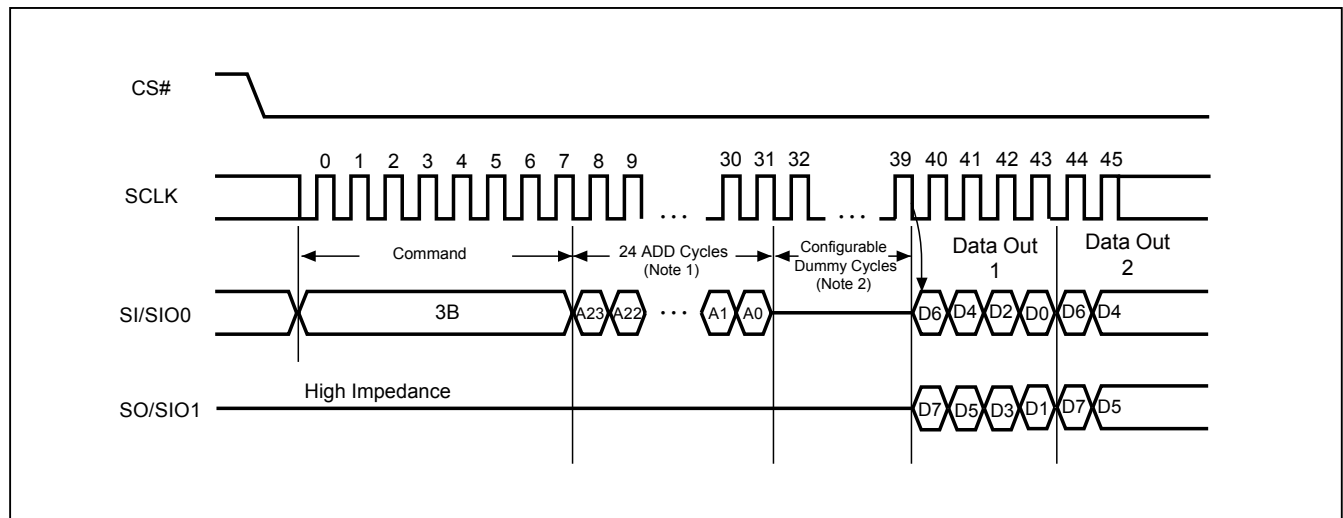 CS#
0 1 2 3 4 5 6 7 8 9 30 31 32 39 40 41 42 43 44 45
SCLK
... ...
Command
24 ADD Cycles
(Note 1)
Configurable
Dummy Cycles
(Note 2)
Data Out
1
Data Out
2
SI/SIO0
3B A23 A22 ... A1 A0 D6 D4 D2 D0 D6 D4
High Impedance
SO/SIO1
D7 D5 D3 D1 D7 D5